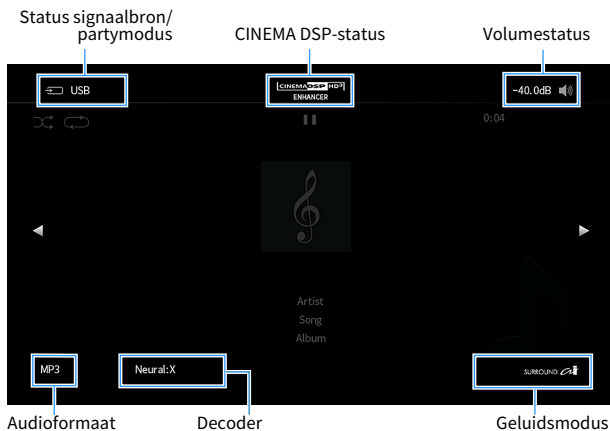 Status signaalbron/
partymodus
CINEMA DSP-status
Volumestatus
USB
CINEMA DSP HD³
ENHANCER
-40.0dB
0:04
Artist
Song
Album
MP3
Neural:X
SURROUND: AI
Audioformaat
Decoder
Geluidsmodus